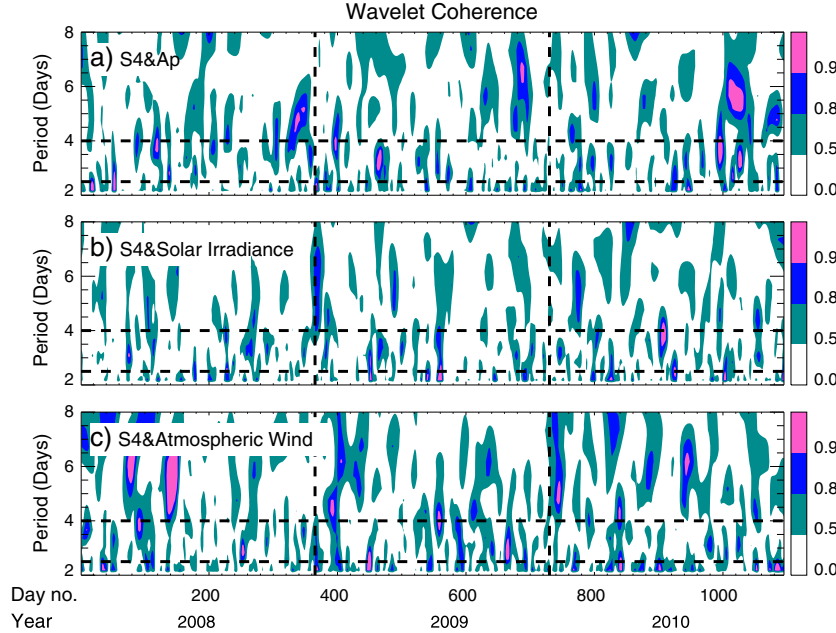 Wavelet Coherence
8
6
4
2
Period (Days)
a) S4&Ap
0.9
0.8
0.5
0.0
8
6
4
2
Period (Days)
b) S4&Solar Irradiance
0.9
0.8
0.5
0.0
8
6
4
2
Period (Days)
c) S4&Atmospheric Wind
0.9
0.8
0.5
0.0
Day no. 200 400 600 800 1000
Year 2008 2009 2010